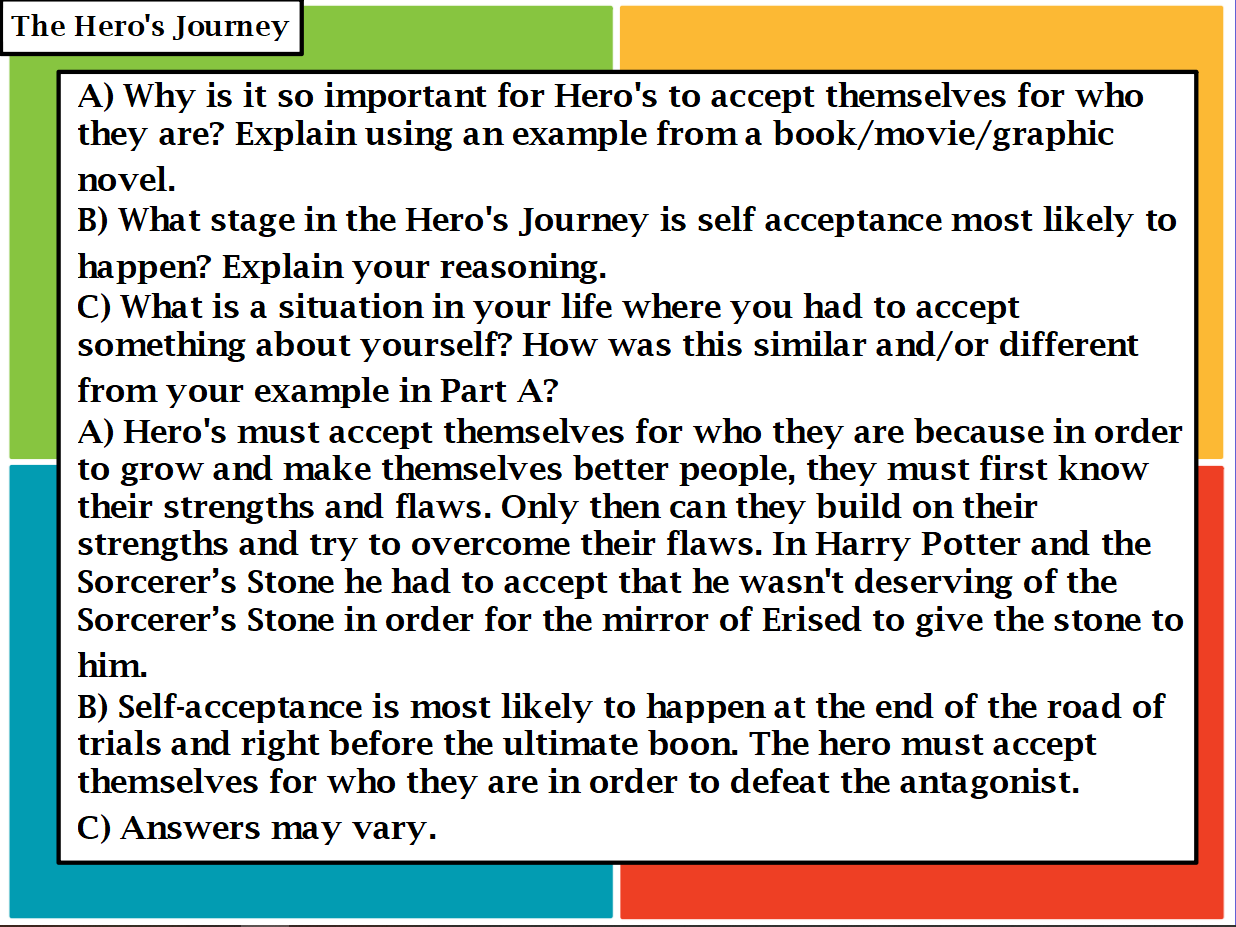 The Hero's Journey
A) Why is it so important for Hero's to accept themselves for who
they are? Explain using an example from a book/movie/graphic
novel.
B) What stage in the Hero's Journey is self acceptance most likely to
happen? Explain your reasoning.
C) What is a situation in your life where you had to accept
something about yourself? How was this similar and/or different
from your example in Part A?
A) Hero's must accept themselves for who they are because in order
to grow and make themselves better people, they must first know
their strengths and flaws. Only then can they build on their
strengths and try to overcome their flaws. In Harry Potter and the
Sorcerer’s Stone he had to accept that he wasn't deserving of the
Sorcerer’s Stone in order for the mirror of Erised to give the stone to
him.
B) Self-acceptance is most likely to happen at the end of the road of
trials and right before the ultimate boon. The hero must accept
themselves for who they are in order to defeat the antagonist.
C) Answers may vary.